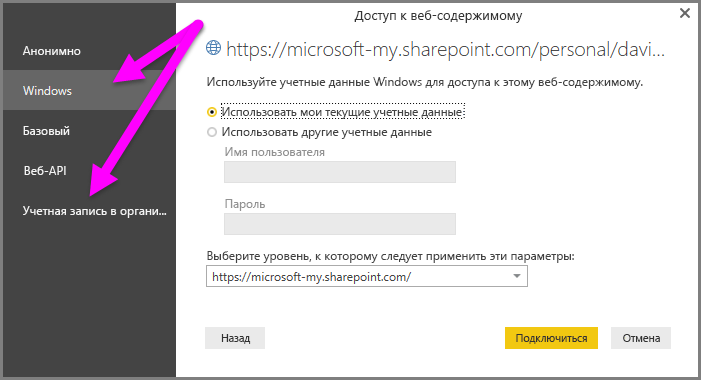 Доступ к веб-содержимому
Анонимно
Windows
Базовый
Веб-API
Учетная запись в органи...
https://microsoft-my.sharepoint.com/personal/davi...
Используйте учетные данные Windows для доступа к этому веб-содержимому.
Использовать мои текущие учетные данные
Использовать другие учетные данные
Имя пользователя
Пароль
Выберите уровень, к которому следует применить эти параметры:
https://microsoft-my.sharepoint.com/
Назад
Подключиться
Отмена